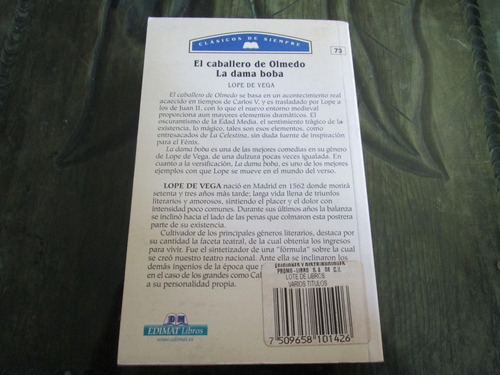 CLÁSICOS DE SIEMPRE
73
El caballero de Olmedo
La dama boba
LOPE DE VEGA
El caballero de Olmedo se basa en un acontecimiento real
acaecido en tiempos de Carlos V, y es trasladado por Lope a
los de Juan II, con lo que el nuevo entorno medieval
proporciona aun mayores elementos dramáticos. El
oscurantismo de la Edad Media, el sentimiento trágico de la
existencia, lo mágico, tales son esos elementos, como
entresacados de La Celestina, sin duda fuente de inspiración
para el Fénix.
La dama boba es una de las mejores comedias en su género
de Lope de Vega, de una dulzura pocas veces igualada. En
cuanto a la versificación, La dama boba, es uno de los mejores
ejemplos con que Lope se mueve en el mundo del verso.
LOPE DE VEGA nació en Madrid en 1562 donde morirá
setenta y tres años más tarde; larga vida llena de triunfos
literarios y amorosos, sintiendo el placer y el dolor con
intensidad poco comunes. Durante sus últimos años la balanza
se inclinó hacia el lado de las penas que colmaron esta postrera
parte de su existencia.
Cultivador de los principales géneros literarios, destaca por
su cantidad la faceta teatral, de la cual obtenía los ingresos
para vivir. Fue el sintetizador de una "fórmula" sobre la cual
se creó nuestro teatro nacional. Ante ella se inclinaron los
demás ingenios de la época que
en el caso de los grandes como Cal
a su personalidad propia.
PROMO-LIBRO S.A DE C.V.
LOTE DE LIBROS
VARIOS TITULOS
7 509658 101426
EDIMAT Libros
www.edimat.es